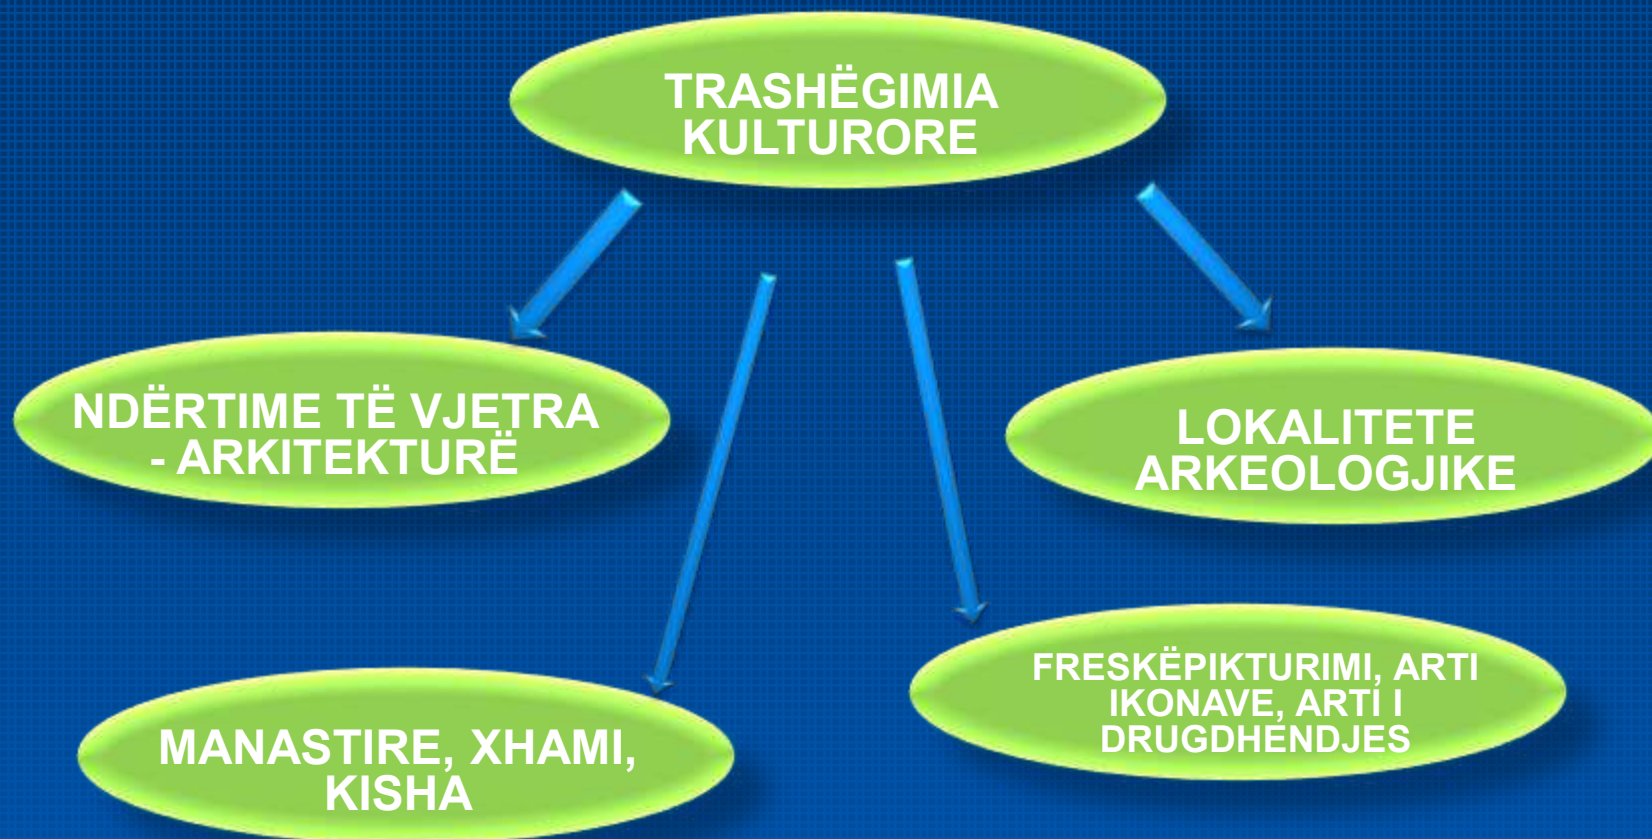 TRASHËGIMIA
KULTURORE
NDËRTIME TË VJETRA
- ARKITEKTURË
LOKALITETE
ARKEOLOGJIKE
FRESKËPIKTURIMI, ARTI
IKONAVE, ARTI I
DRUGDHENDJES
MANASTIRE, XHAMI,
KISHA